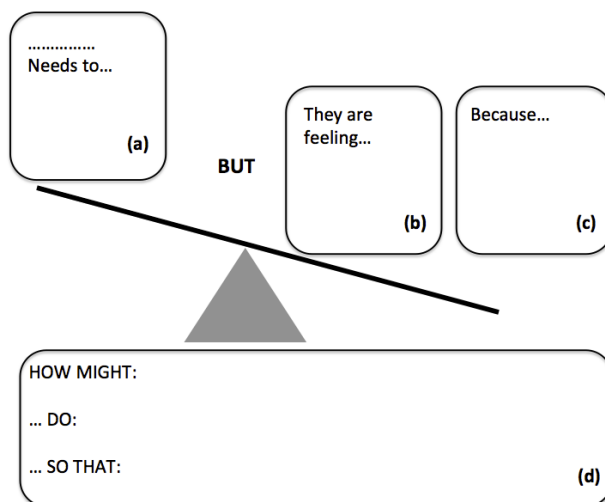 ……………
Needs to…
(a)
BUT
They are
feeling…
(b)
Because…
(c)
HOW MIGHT:
… DO:
… SO THAT:
(d)